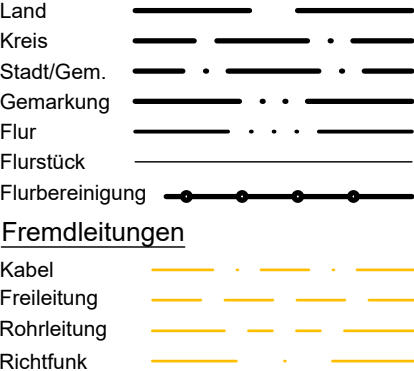 Land
Kreis
Stadt/Gem.
Gemarkung
Flur
Flurstück
Flurbereinigung
Fremdleitungen
Kabel
Freileitung
Rohrleitung
Richtfunk